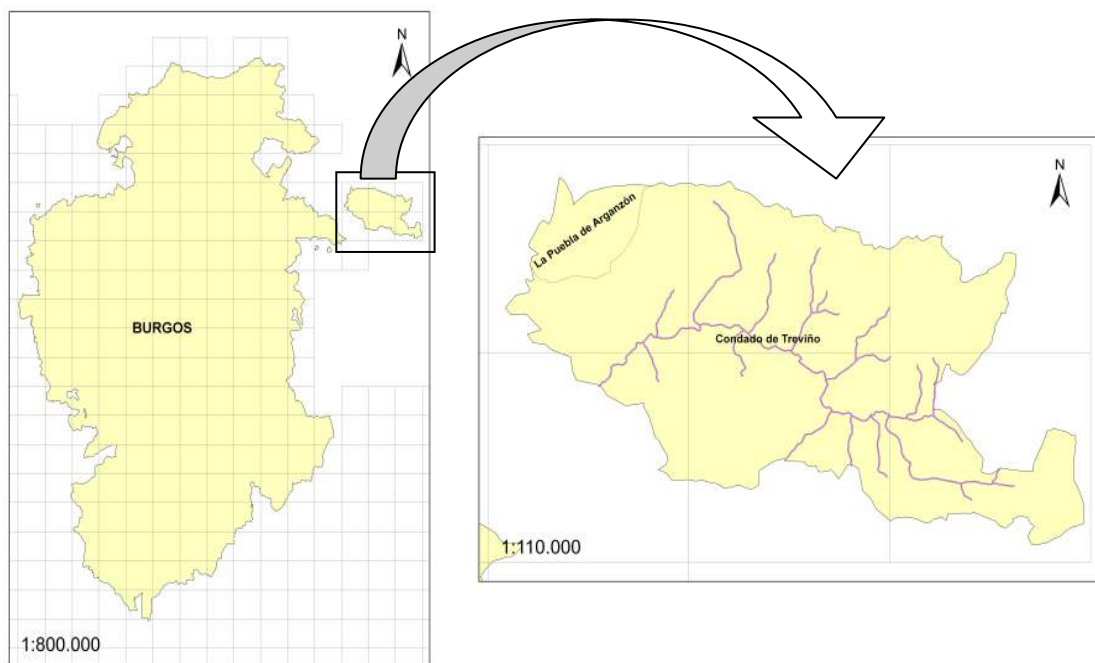 N
BURGOS
1:800.000
N
La Puebla de Arganzón
Condado de Treviño
1:110.000